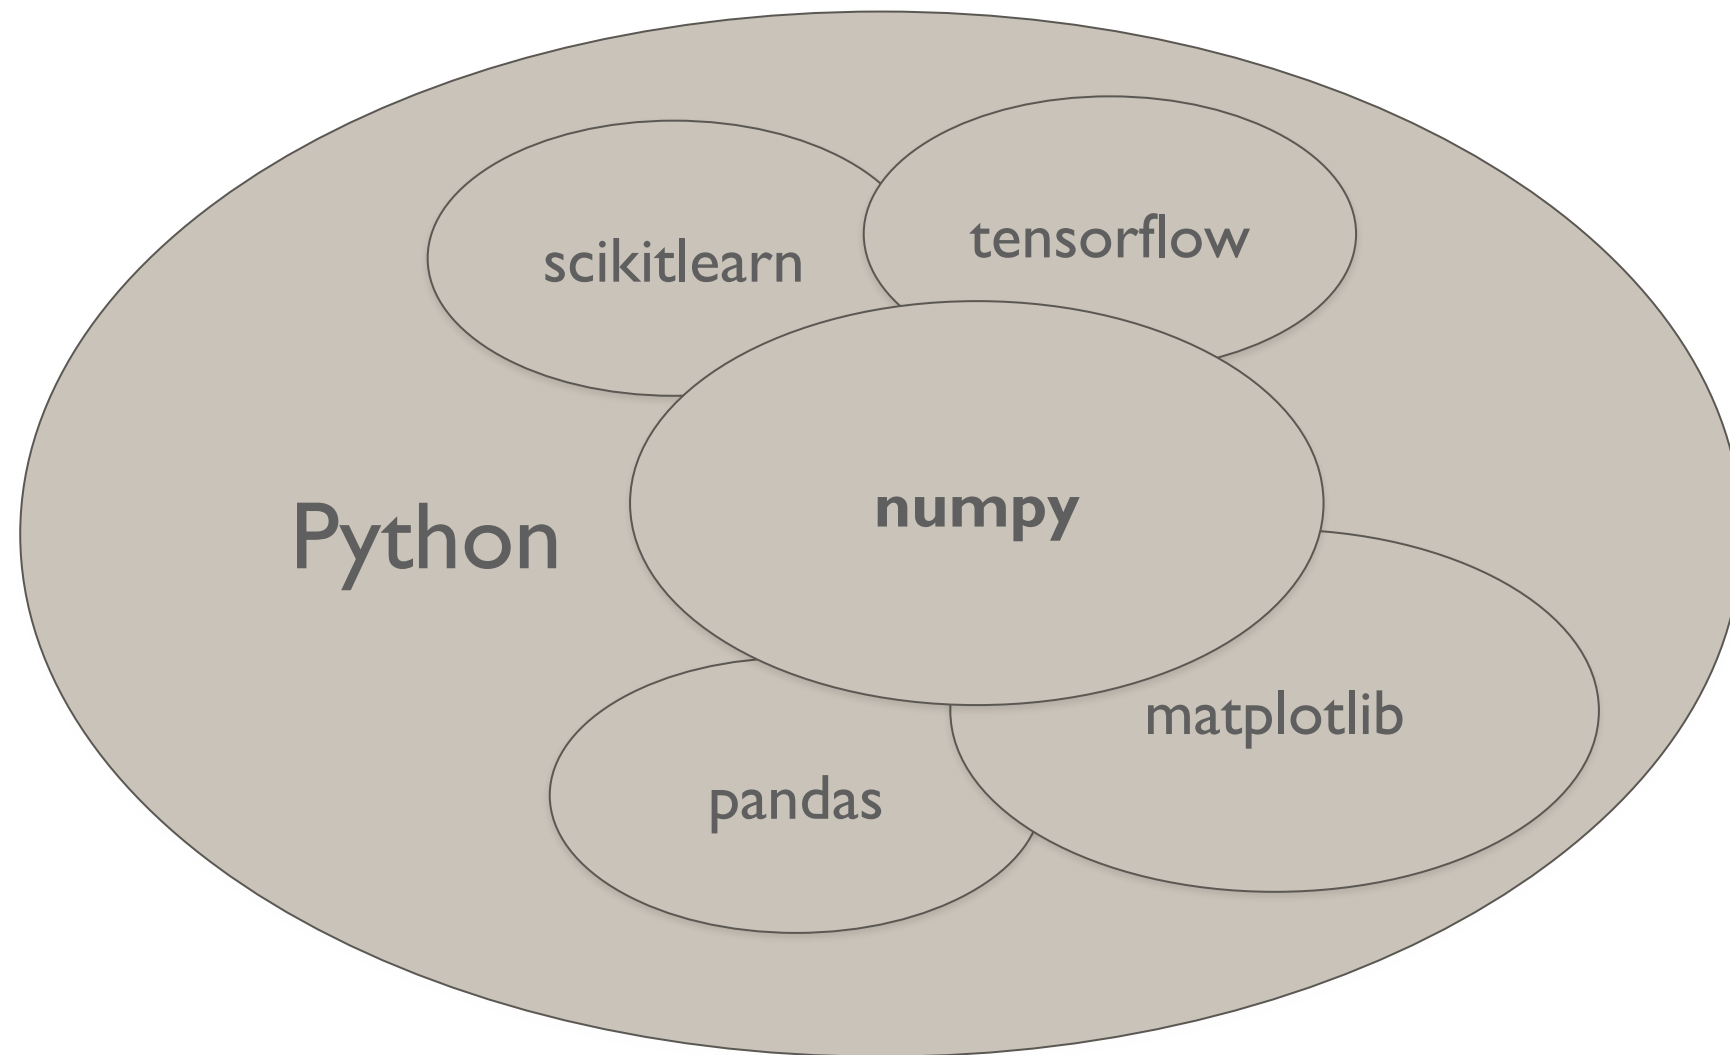 scikitlearn
tensorflow
numpy
Python
matplotlib
pandas